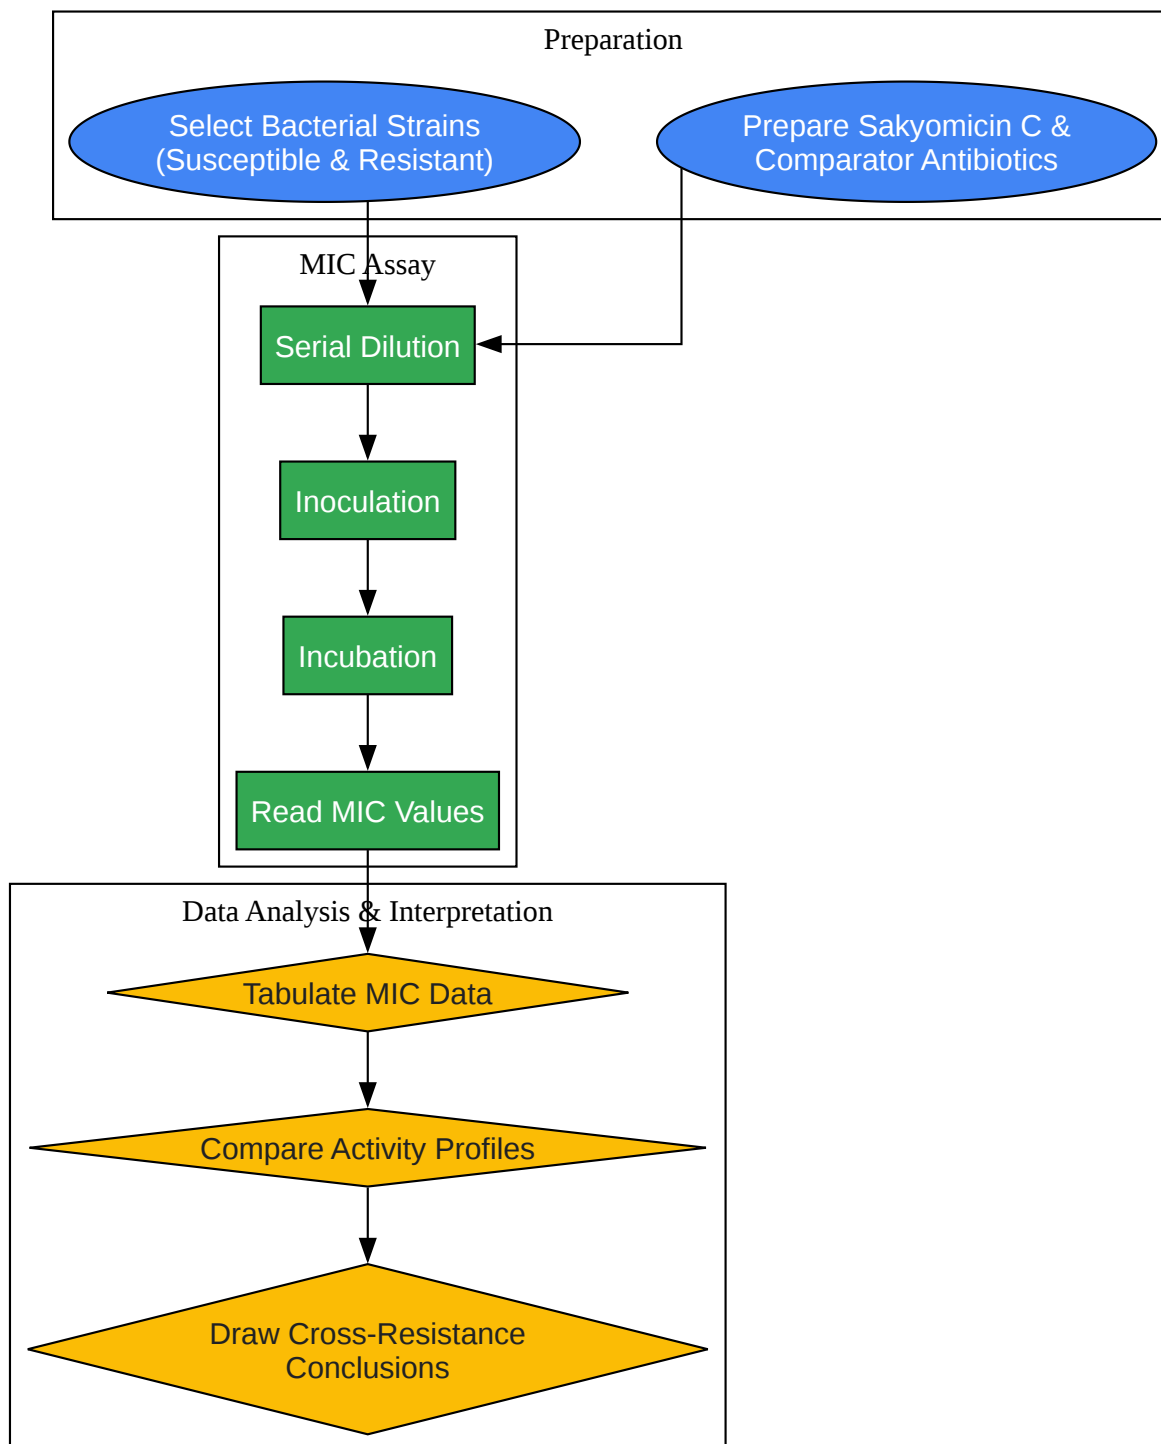 Preparation
Select Bacterial Strains
(Susceptible & Resistant)
Prepare Sakyomicin C &
Comparator Antibiotics
MIC Assay
Serial Dilution
Inoculation
Incubation
Read MIC Values
Data Analysis & Interpretation
Tabulate MIC Data
Compare Activity Profiles
Draw Cross-Resistance
Conclusions